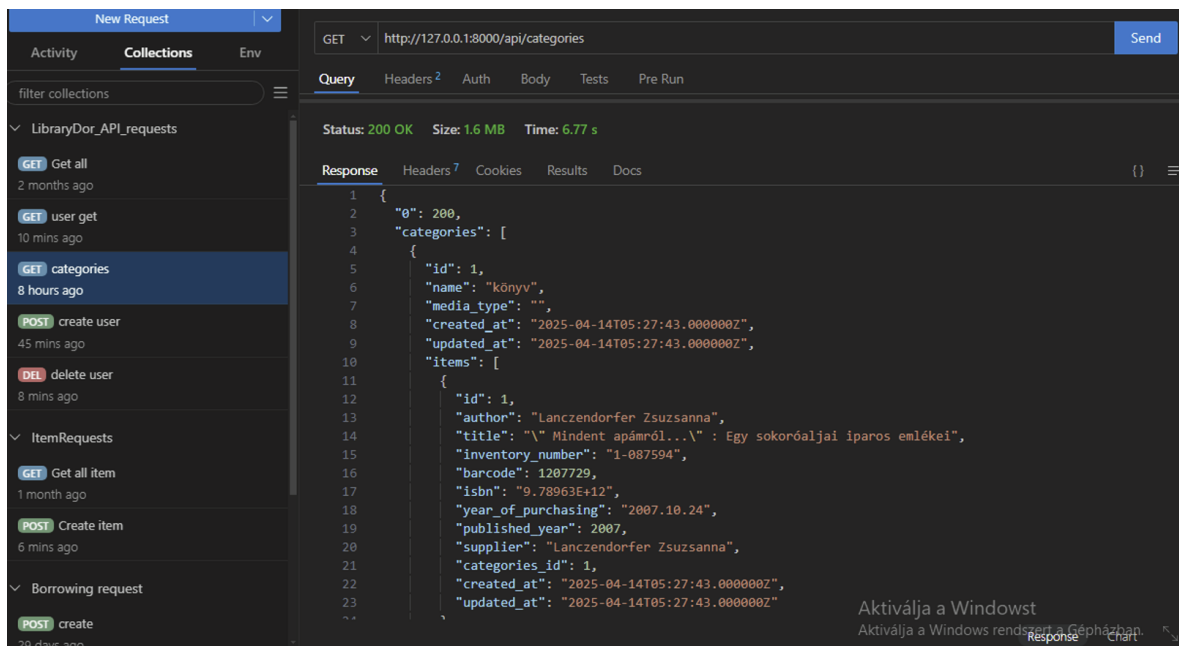 New Request
Activity Collections Env
filter collections
LibraryDor_API_requests
GET Get all
2 months ago
GET user get
10 mins ago
GET categories
8 hours ago
POST create user
45 mins ago
DEL delete user
8 mins ago
ItemRequests
GET Get all item
1 month ago
POST Create item
6 mins ago
Borrowing request
POST create
29 days ago
GET http://127.0.0.1:8000/api/categories Send
Query Headers 2 Auth Body Tests Pre Run
Status: 200 OK Size: 1.6 MB Time: 6.77 s
Response Headers 7 Cookies Results Docs { }
1 {
2 "0": 200,
3 "categories": [
4 {
5 "id": 1,
6 "name": "könyv",
7 "media_type": "",
8 "created_at": "2025-04-14T05:27:43.000000Z",
9 "updated_at": "2025-04-14T05:27:43.000000Z",
10 "items": [
11 {
12 "id": 1,
13 "author": "Lanczendorfer Zsuzsanna",
14 "title": "\" Mindent apámról...\" : Egy sokoróaljai iparos emlékei",
15 "inventory_number": "1-087594",
16 "barcode": 1207729,
17 "isbn": "9.78963E+12",
18 "year_of_purchasing": "2007.10.24",
19 "published_year": 2007,
20 "supplier": "Lanczendorfer Zsuzsanna",
21 "categories_id": 1,
22 "created_at": "2025-04-14T05:27:43.000000Z",
23 "updated_at": "2025-04-14T05:27:43.000000Z"
24 }
Aktiválja a Windowst
Aktiválja a Windows rendszert a Gépházban.
Response Chart